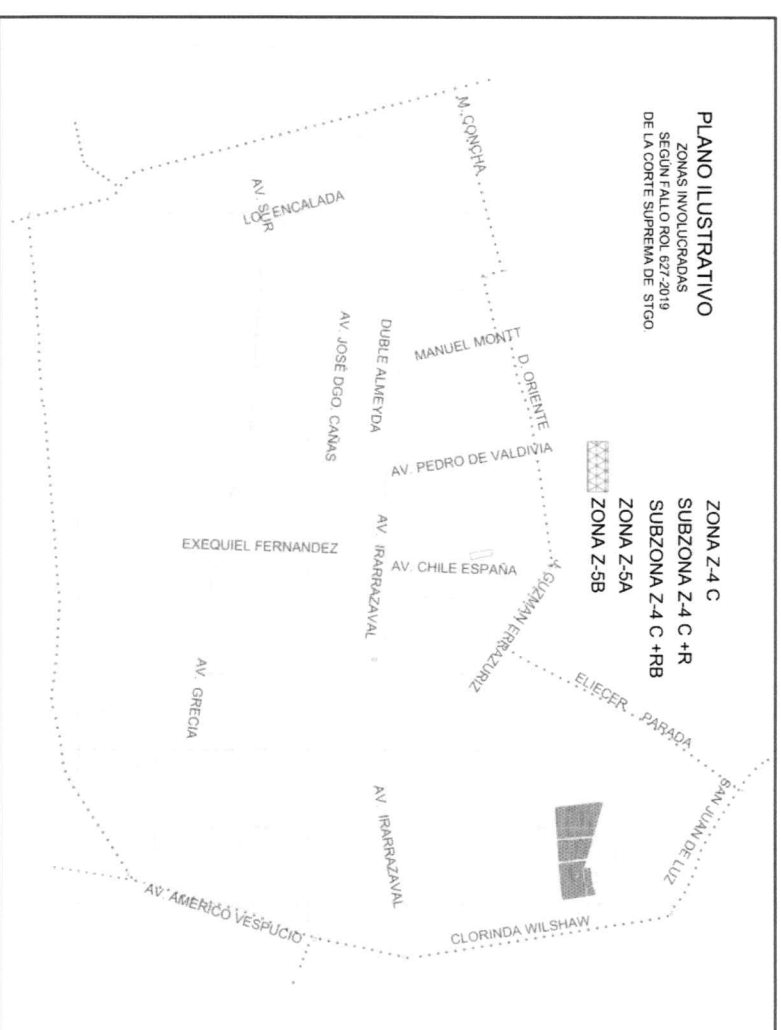 PLANO ILUSTRATIVO
ZONAS INVOLUCRADAS
SEGÚN FALLO ROL 627-2019
DE LA CORTE SUPREMA DE STGO.
ZONA Z-4 C
SUBZONA Z-4 C +R
SUBZONA Z-4 C +RB
ZONA Z-5A
ZONA Z-5B
M. CONCHA
D. ORIENTE
Y GUZMAN ERRAZURIZ
ELIECER PARADA
SAN JUAN DE LUZ
CLORINDA WILSHAW
AV. AMERICO VESPUCIO
MANUEL MONTT
AV. PEDRO DE VALDIVIA
AV. CHILE ESPAÑA
DUBLE ALMEYDA
AV. JOSÉ DGO. CAÑAS
AV. IRARRAZAVAL
AV. IRARRAZAVAL
EXEQUIEL FERNANDEZ
AV. GRECIA
AV. SUR
ENCALADA